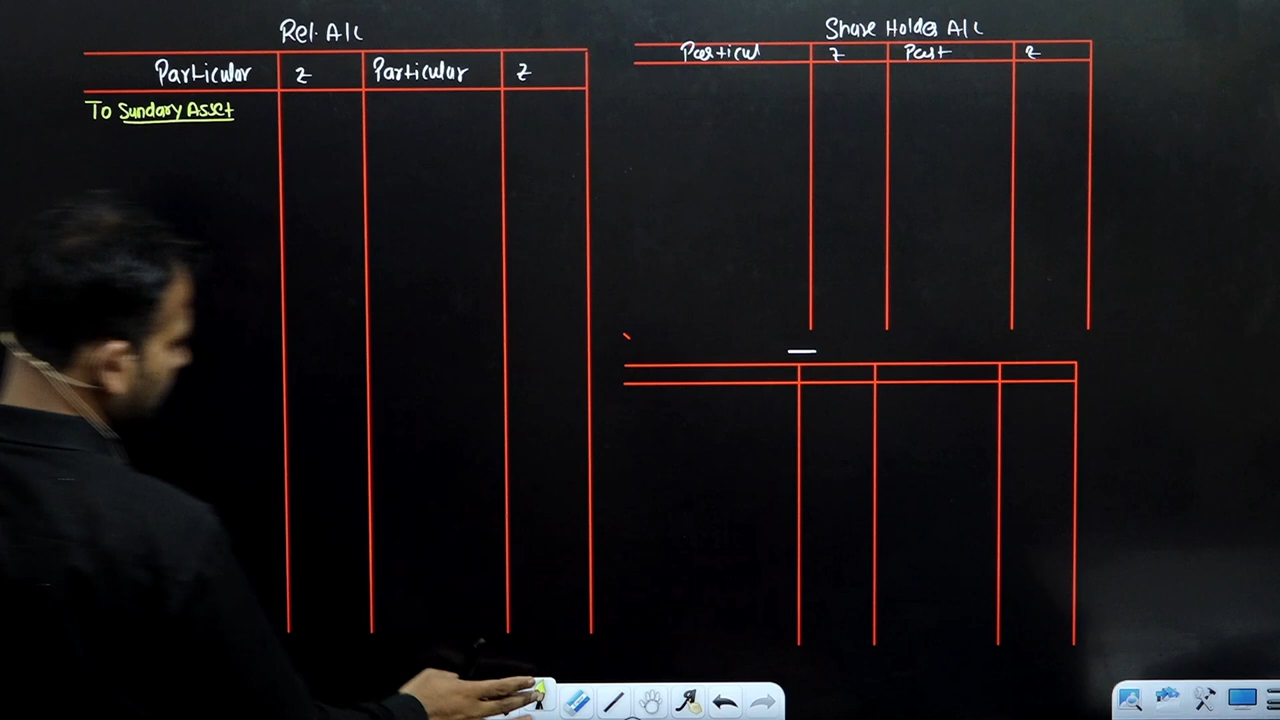 Rel. A/c
Particular ₹ Particular ₹
To Sundary Asset
Share Holder A/c
Particul ₹ Part ₹